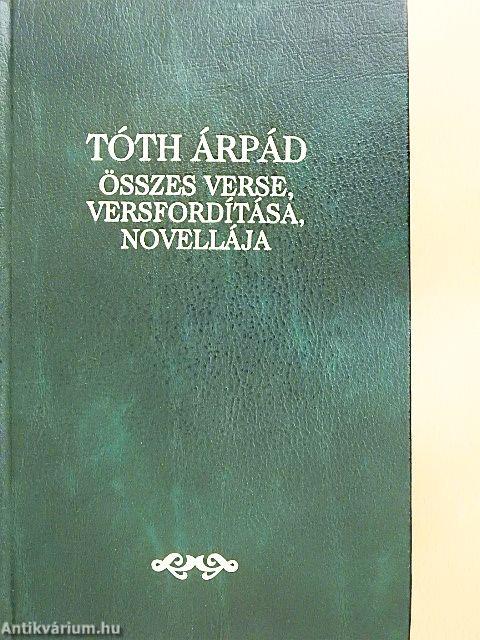 TÓTH ÁRPÁD
ÖSSZES VERSE,
VERSFORDÍTÁSA,
NOVELLÁJA
Antikvárium.hu